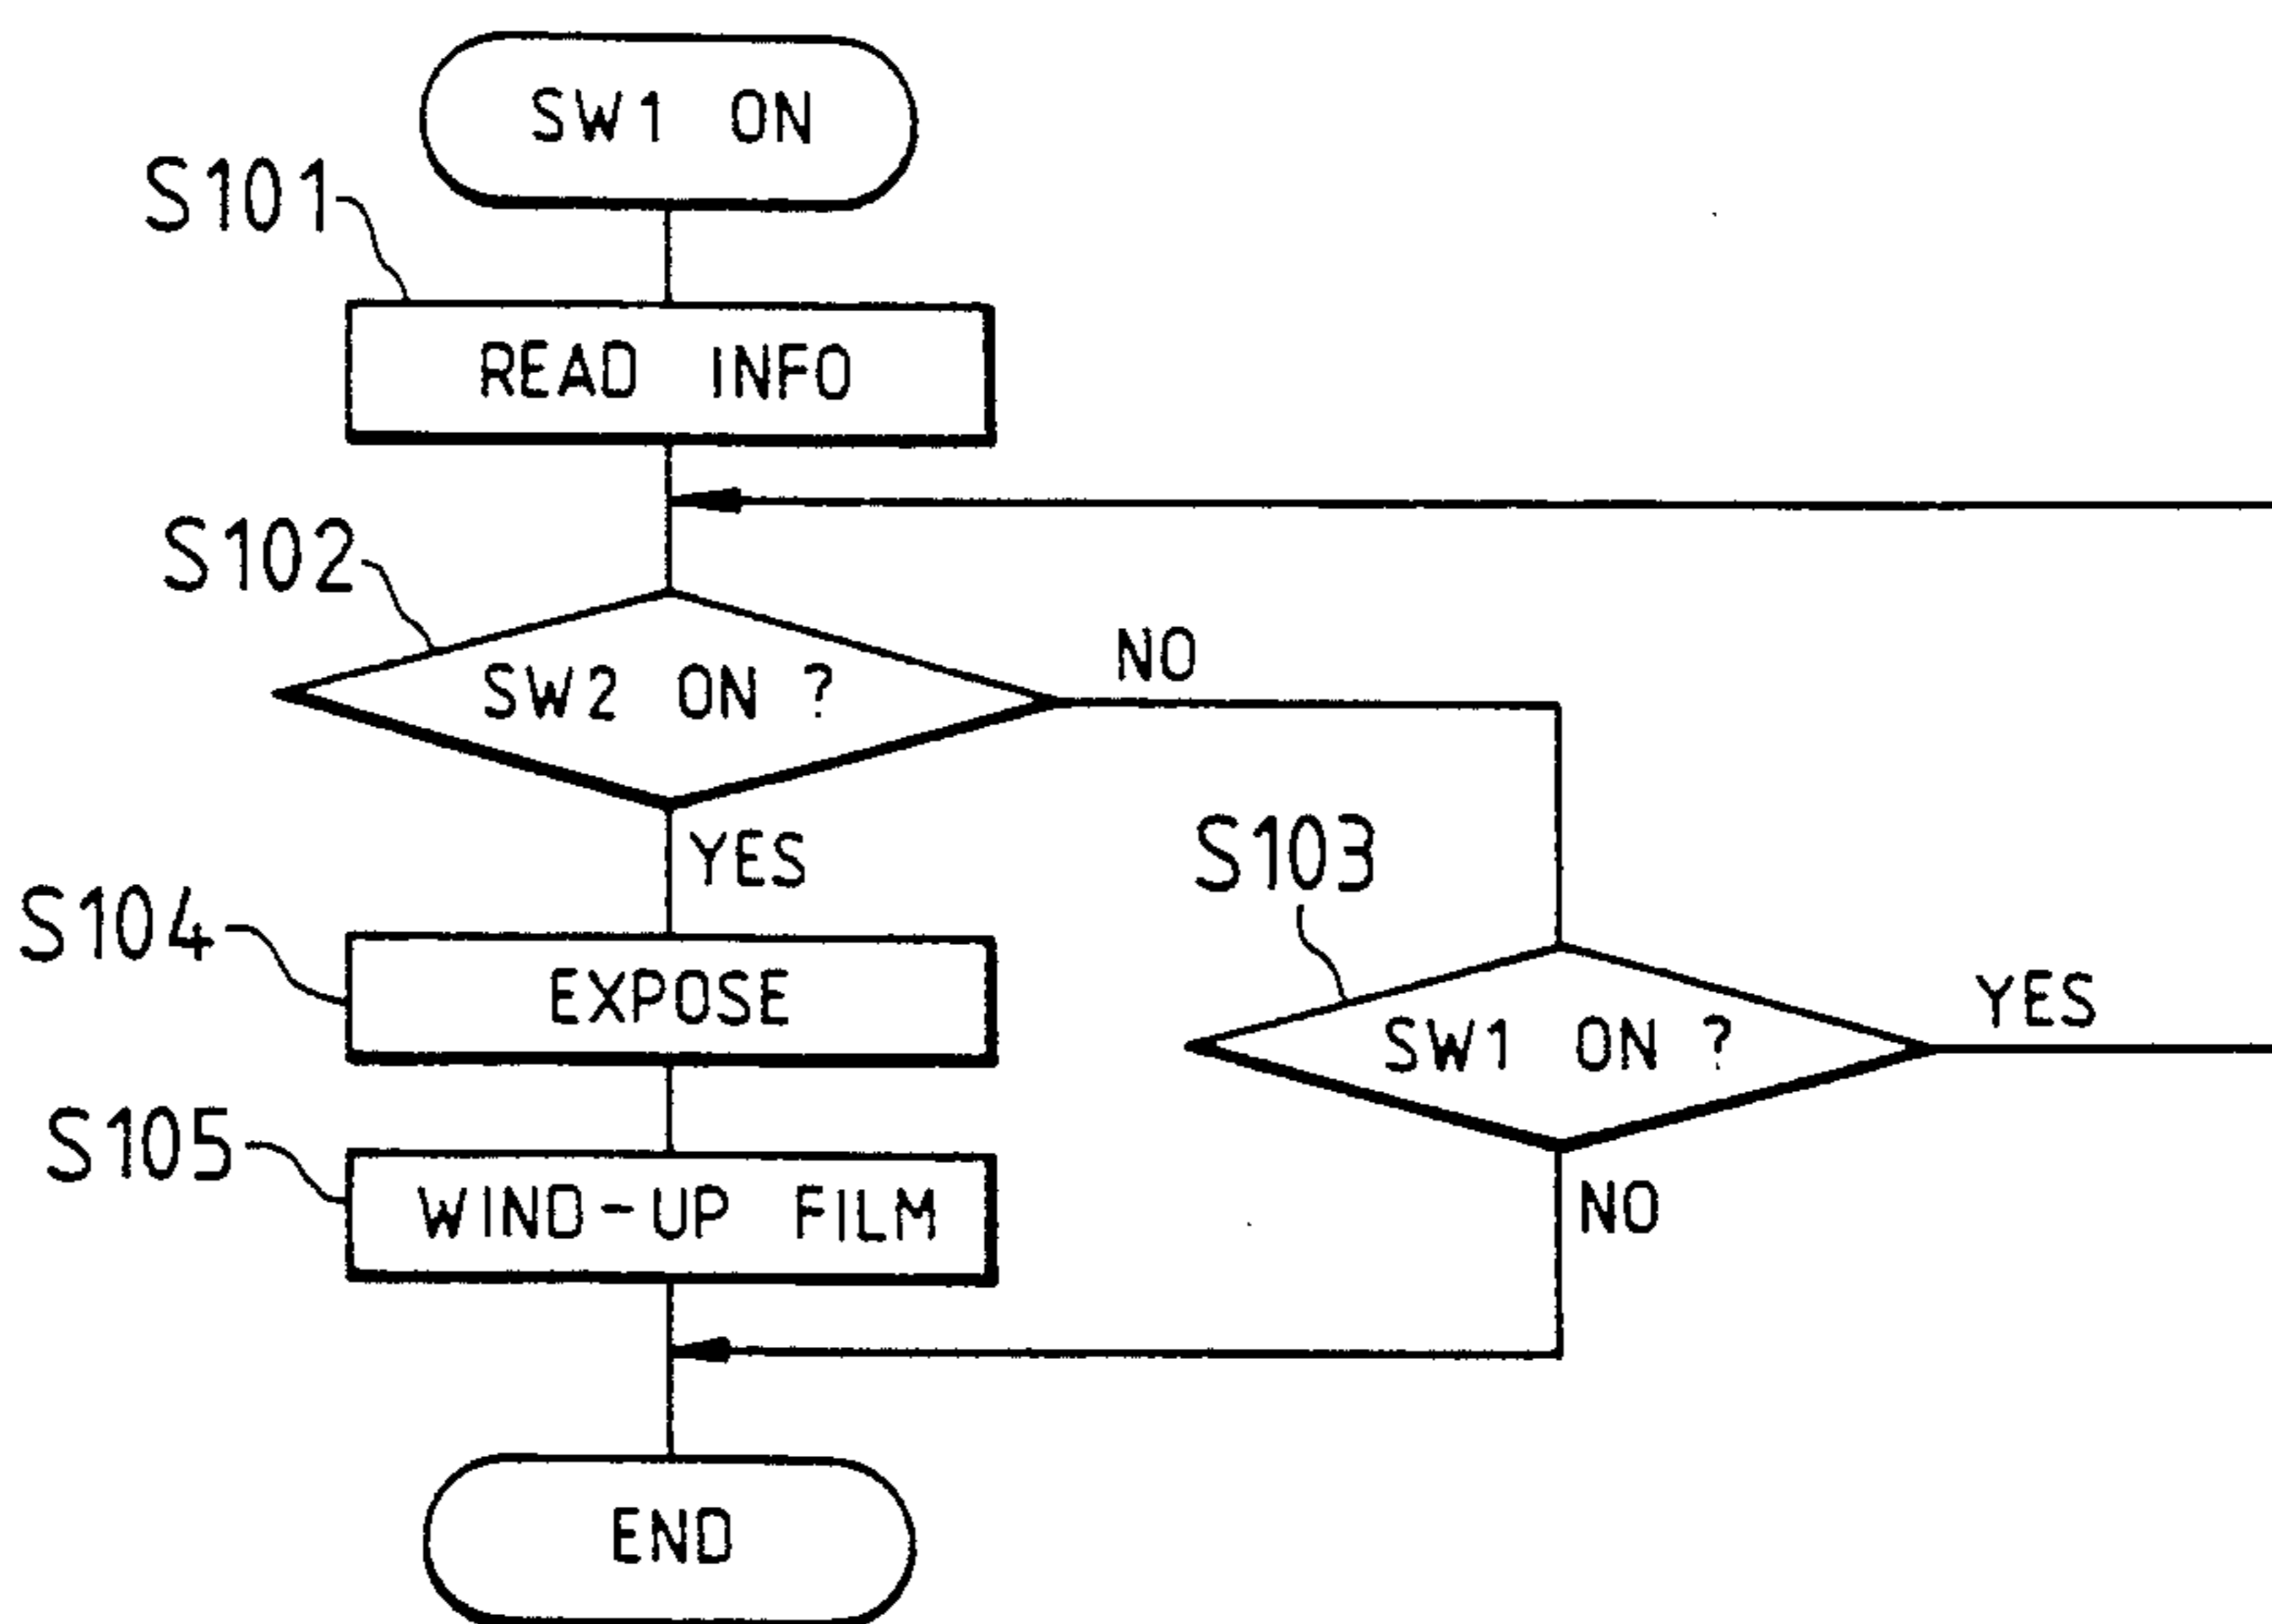 SW1 ON
S101
READ INFO
S102
SW2 ON ?
NO
YES
S103
S104
EXPOSE
SW1 ON ?
YES
S105
WIND-UP FILM
NO
END